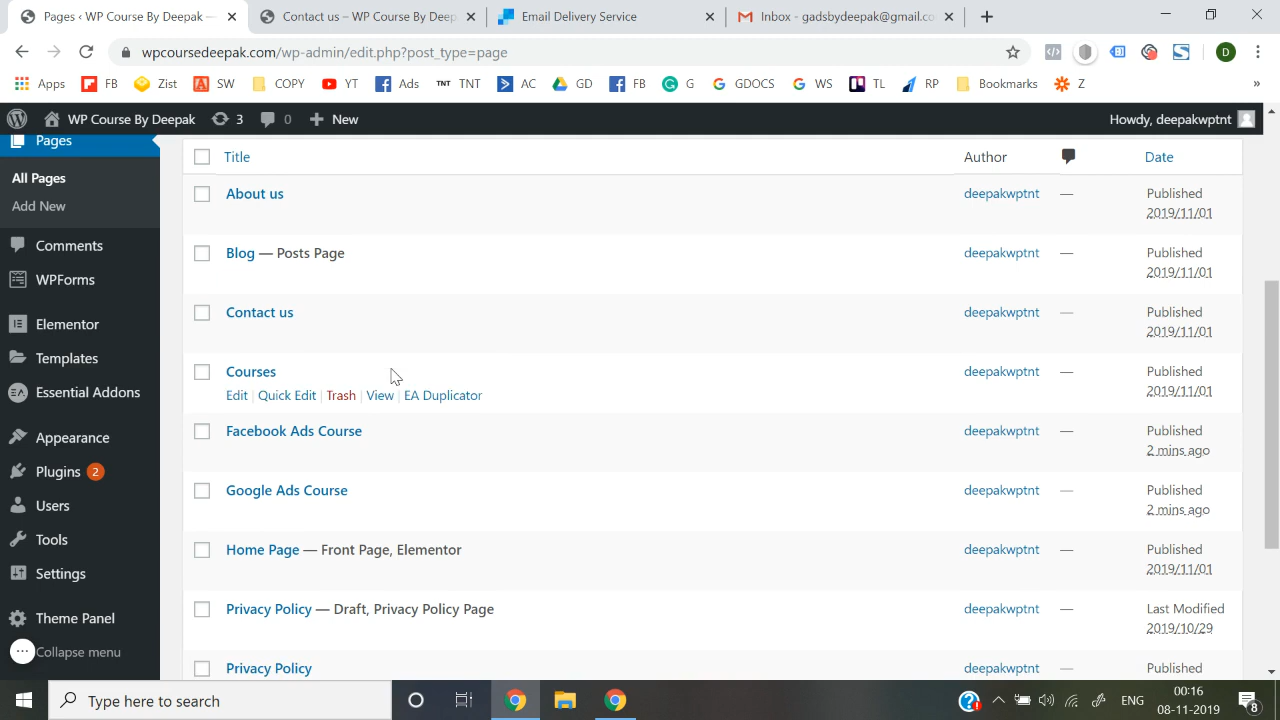 Pages ‹ WP Course By Deepak —
Contact us – WP Course By Deep
Email Delivery Service
Inbox - gadsbydeepak@gmail.co
wpcoursedeepak.com/wp-admin/edit.php?post_type=page
D
Apps FB Zist SW COPY YT Ads TNT TNT AC GD FB G GDOCS WS TL RP Bookmarks Z »
WP Course By Deepak 3 0 New Howdy, deepakwptnt
Pages
All Pages
Add New
Comments
WPForms
Elementor
Templates
Essential Addons
Appearance
Plugins 2
Users
Tools
Settings
Theme Panel
Collapse menu
Title Author Date
About us deepakwptnt — Published
2019/11/01
Blog — Posts Page deepakwptnt — Published
2019/11/01
Contact us deepakwptnt — Published
2019/11/01
Courses deepakwptnt — Published
Edit | Quick Edit | Trash | View | EA Duplicator 2019/11/01
Facebook Ads Course deepakwptnt — Published
2 mins ago
Google Ads Course deepakwptnt — Published
2 mins ago
Home Page — Front Page, Elementor deepakwptnt — Published
2019/11/01
Privacy Policy — Draft, Privacy Policy Page deepakwptnt — Last Modified
2019/10/29
Privacy Policy deepakwptnt — Published
Type here to search
ENG
00:16
08-11-2019
8